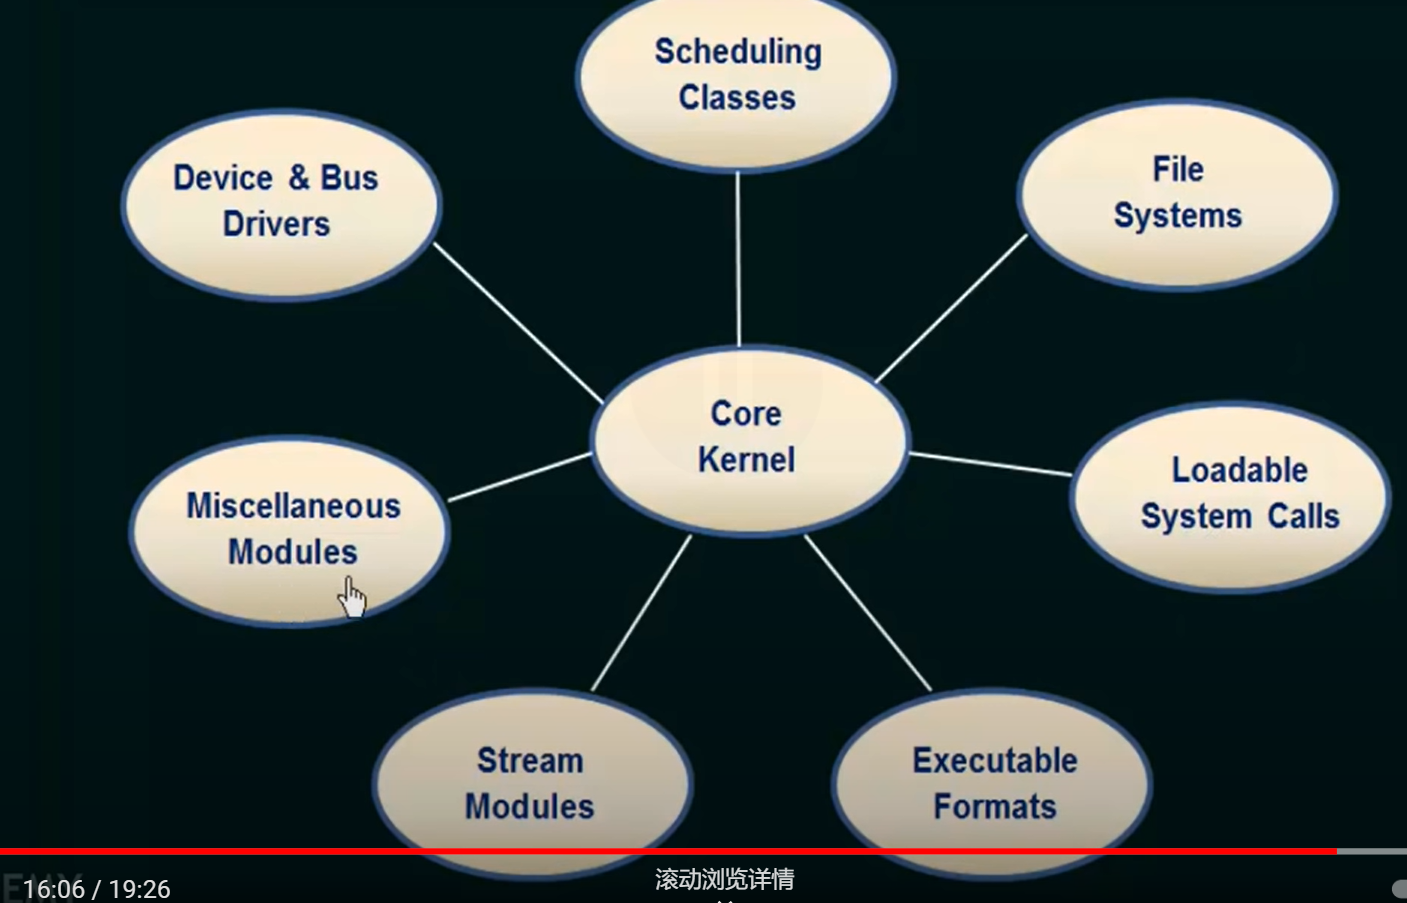 Scheduling
Classes
Device & Bus
Drivers
File
Systems
Core
Kernel
Loadable
System Calls
Miscellaneous
Modules
Stream
Modules
Executable
Formats
16:06 / 19:26
滚动浏览详情